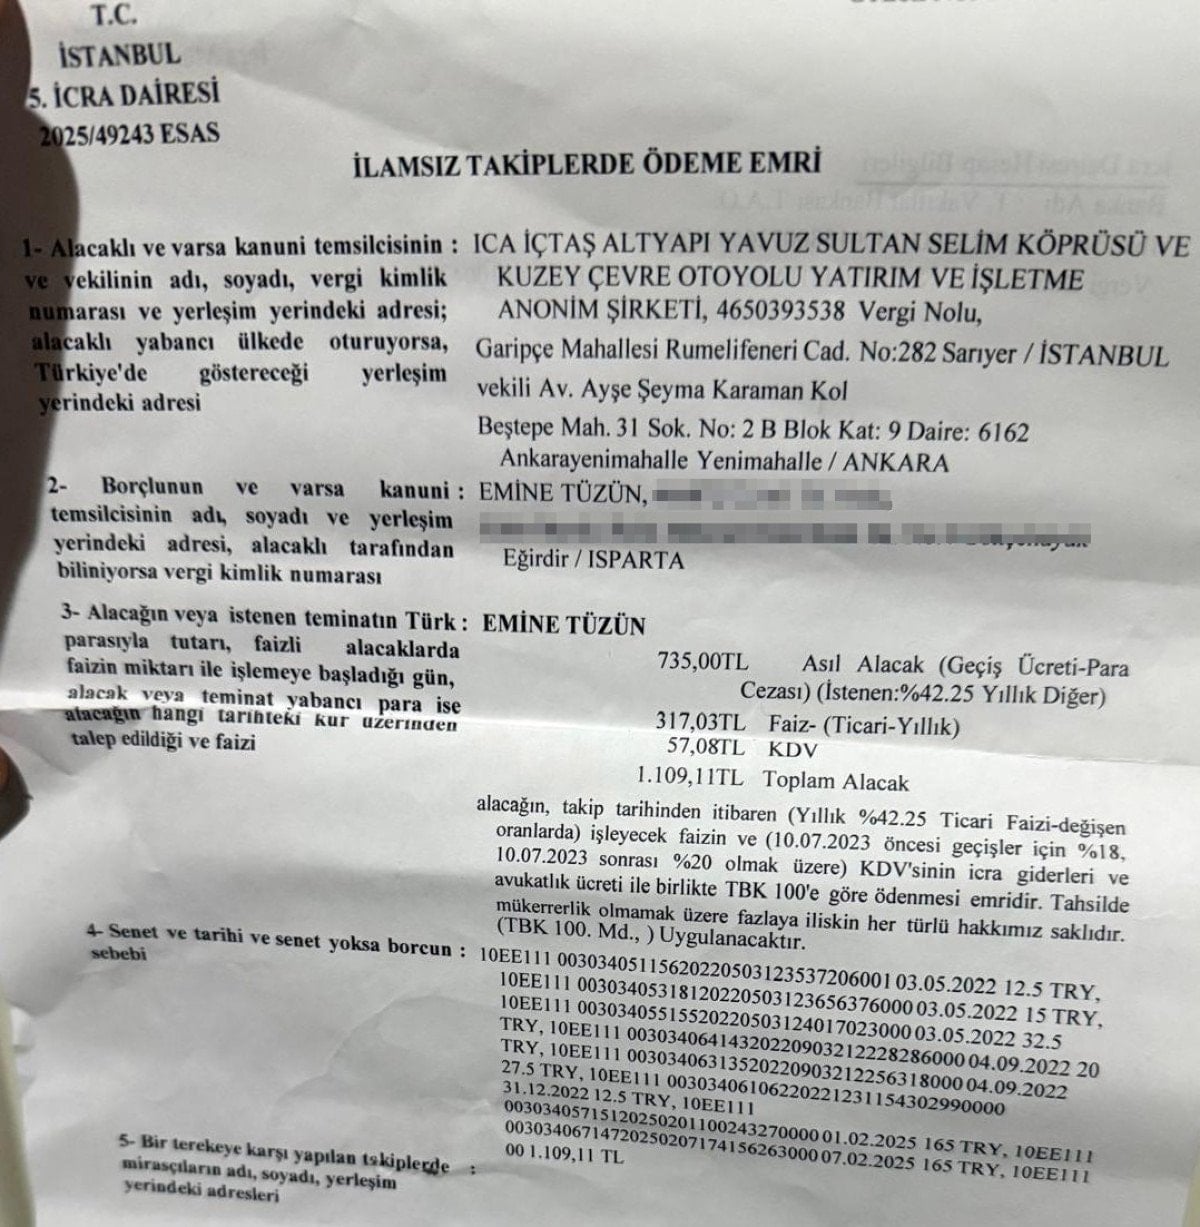 T.C.
İSTANBUL
5. İCRA DAİRESİ
2025/49243 ESAS
İLAMSIZ TAKİPLERDE ÖDEME EMRİ
1- Alacaklı ve varsa kanuni temsilcisinin :
ve vekilinin adı, soyadı, vergi kimlik
numarası ve yerleşim yerindeki adresi;
alacaklı yabancı ülkede oturuyorsa,
Türkiye'de göstereceği yerleşim
yerindeki adresi
ICA İÇTAŞ ALTYAPI YAVUZ SULTAN SELİM KÖPRÜSÜ VE
KUZEY ÇEVRE OTOYOLU YATIRIM VE İŞLETME
ANONİM ŞİRKETİ, 4650393538 Vergi Nolu,
Garipçe Mahallesi Rumelifeneri Cad. No:282 Sarıyer / İSTANBUL
vekili Av. Ayşe Şeyma Karaman Kol
Beştepe Mah. 31 Sok. No: 2 B Blok Kat: 9 Daire: 6162
Ankarayenimahalle Yenimahalle / ANKARA
2- Borçlunun ve varsa kanuni :
temsilcisinin adı, soyadı ve yerleşim
yerindeki adresi, alacaklı tarafından
biliniyorsa vergi kimlik numarası
EMİNE TÜZÜN,
Eğirdir / ISPARTA
3- Alacağın veya istenen teminatın Türk :
parasıyla tutarı, faizli alacaklarda
faizin miktarı ile işlemeye başladığı gün,
alacak veya teminat yabancı para ise
alacağın hangi tarihteki kur üzerinden
talep edildiği ve faizi
EMİNE TÜZÜN
735,00TL Asıl Alacak (Geçiş Ücreti-Para
Cezası) (İstenen:%42.25 Yıllık Diğer)
317,03TL Faiz- (Ticari-Yıllık)
57,08TL KDV
1.109,11TL Toplam Alacak
alacağın, takip tarihinden itibaren (Yıllık %42.25 Ticari Faizi-değişen
oranlarda) işleyecek faizin ve (10.07.2023 öncesi geçişler için %18,
10.07.2023 sonrası %20 olmak üzere) KDV'sinin icra giderleri ve
avukatlık ücreti ile birlikte TBK 100'e göre ödenmesi emridir. Tahsilde
mükerrerlik olmamak üzere fazlaya iliskin her türlü hakkımız saklıdır.
(TBK 100. Md., ) Uygulanacaktır.
4- Senet ve tarihi ve senet yoksa borcun :
sebebi
10EE111 00303405115620220503123537206001 03.05.2022 12.5 TRY,
10EE111 00303405318120220503123656376000 03.05.2022 15 TRY,
10EE111 00303405515520220503124017023000 03.05.2022 32.5
TRY, 10EE111 00303406414320220903212228286000 04.09.2022 20
TRY, 10EE111 00303406313520220903212256318000 04.09.2022
27.5 TRY, 10EE111 00303406106220221231154302990000
31.12.2022 12.5 TRY, 10EE111
00303405715120250201100243270000 01.02.2025 165 TRY, 10EE111
00303406714720250207174156263000 07.02.2025 165 TRY, 10EE111
00 1.109,11 TL
5- Bir terekeye karşı yapılan takiplerde :
mirasçıların adı, soyadı, yerleşim
yerindeki adresleri